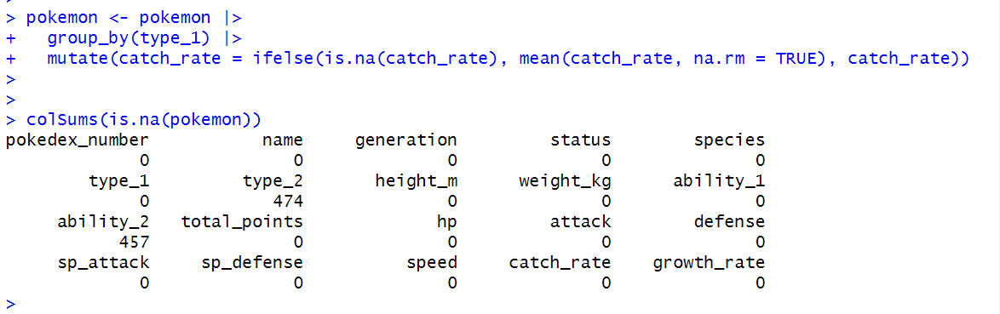 > pokemon <- pokemon |>
+   group_by(type_1) |>
+   mutate(catch_rate = ifelse(is.na(catch_rate), mean(catch_rate, na.rm = TRUE), catch_rate))
>
>
> colSums(is.na(pokemon))
pokedex_number           name     generation         status        species
             0              0              0              0              0
        type_1         type_2       height_m      weight_kg      ability_1
             0            474              0              0              0
     ability_2   total_points             hp         attack        defense
           457              0              0              0              0
     sp_attack     sp_defense          speed     catch_rate    growth_rate
             0              0              0              0              0
>